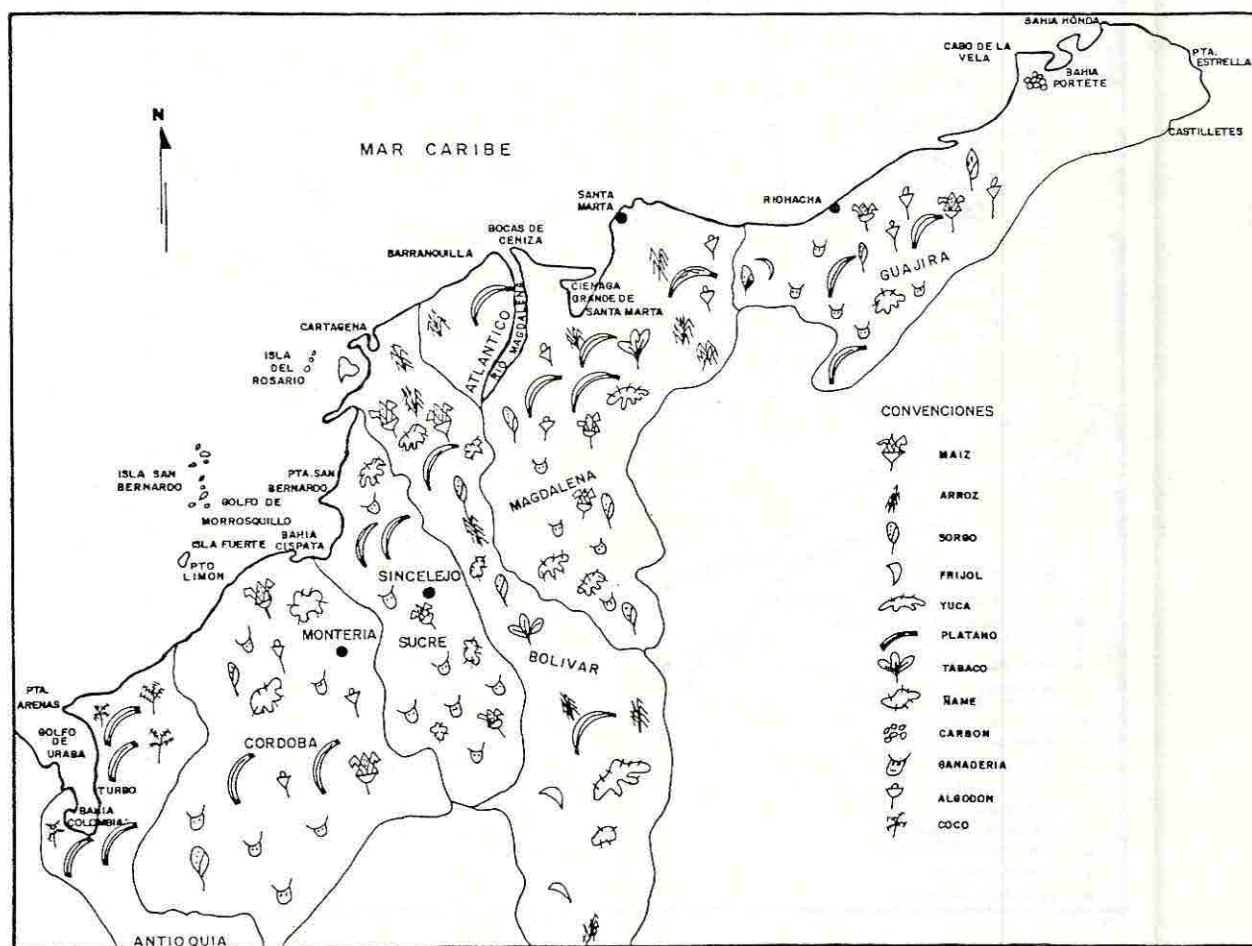 BAHIA HONDA
CABO DE LA
VELA
PTA.
ESTRELLA
BAHIA
PORTETE
CASTILLETES
N
MAR CARIBE
SANTA
MARTA
RIOHACHA
BOCAS DE
CENIZA
BARRANQUILLA
GUAJIRA
CIENAGA
GRANDE DE
SANTA MARTA
CARTAGENA
ATLANTICO
RIO MAGDALENA
ISLA
DEL
ROSARIO
MAGDALENA
ISLA SAN
BERNARDO
PTA. SAN
BERNARDO
GOLFO DE
MORROSQUILLO
BAHIA
CISPATA
ISLA FUERTE
PTO
LIMON
SINCELEJO
MONTERIA
SUCRE
BOLIVAR
PTA.
ARENAS
GOLFO
DE
URABA
CORDOBA
TURBO
BAHIA
COLOMBIA
ANTIOQUIA
CONVENCIONES
MAIZ
ARROZ
SORGO
FRIJOL
YUCA
PLATANO
TABACO
ÑAME
CARBON
GANADERIA
ALGODON
COCO